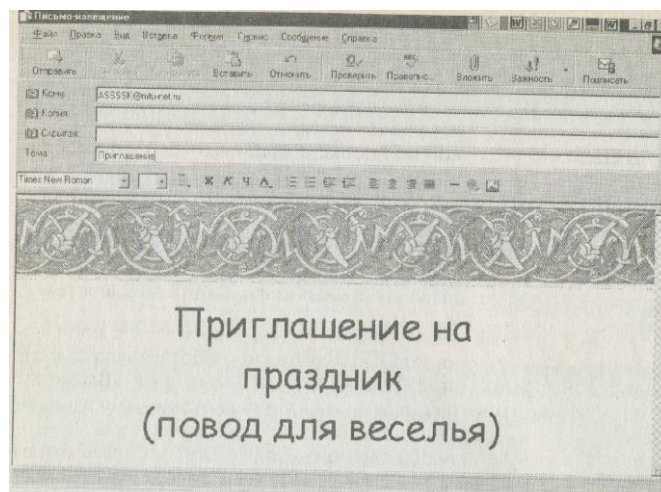 Письмо-извещение
Файл Правка Вид Вставка Формат Сервис Сообщение Справка
Отправить Вставить Отменить Проверить Правопис... Вложить Важность Подписать
Кому:
Копия:
Скрытая:
Тема: Приглашение
Times New Roman
Ж К Ч А
Приглашение на
праздник
(повод для веселья)